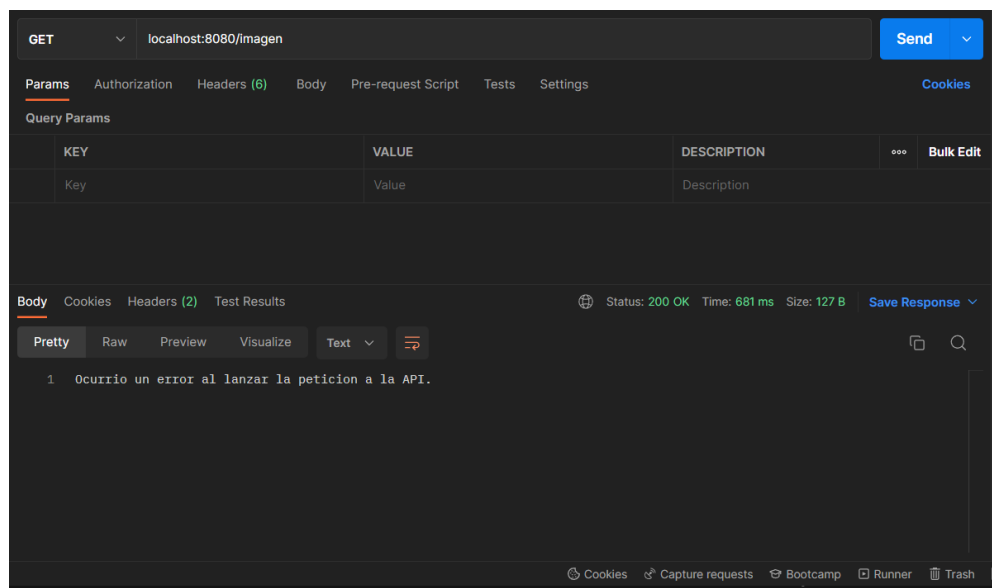 GET localhost:8080/imagen Send
Params Authorization Headers (6) Body Pre-request Script Tests Settings Cookies
Query Params
KEY VALUE DESCRIPTION Bulk Edit
Key Value Description
Body Cookies Headers (2) Test Results Status: 200 OK Time: 681 ms Size: 127 B Save Response
Pretty Raw Preview Visualize Text
1 Ocurrio un error al lanzar la peticion a la API.
Cookies Capture requests Bootcamp Runner Trash